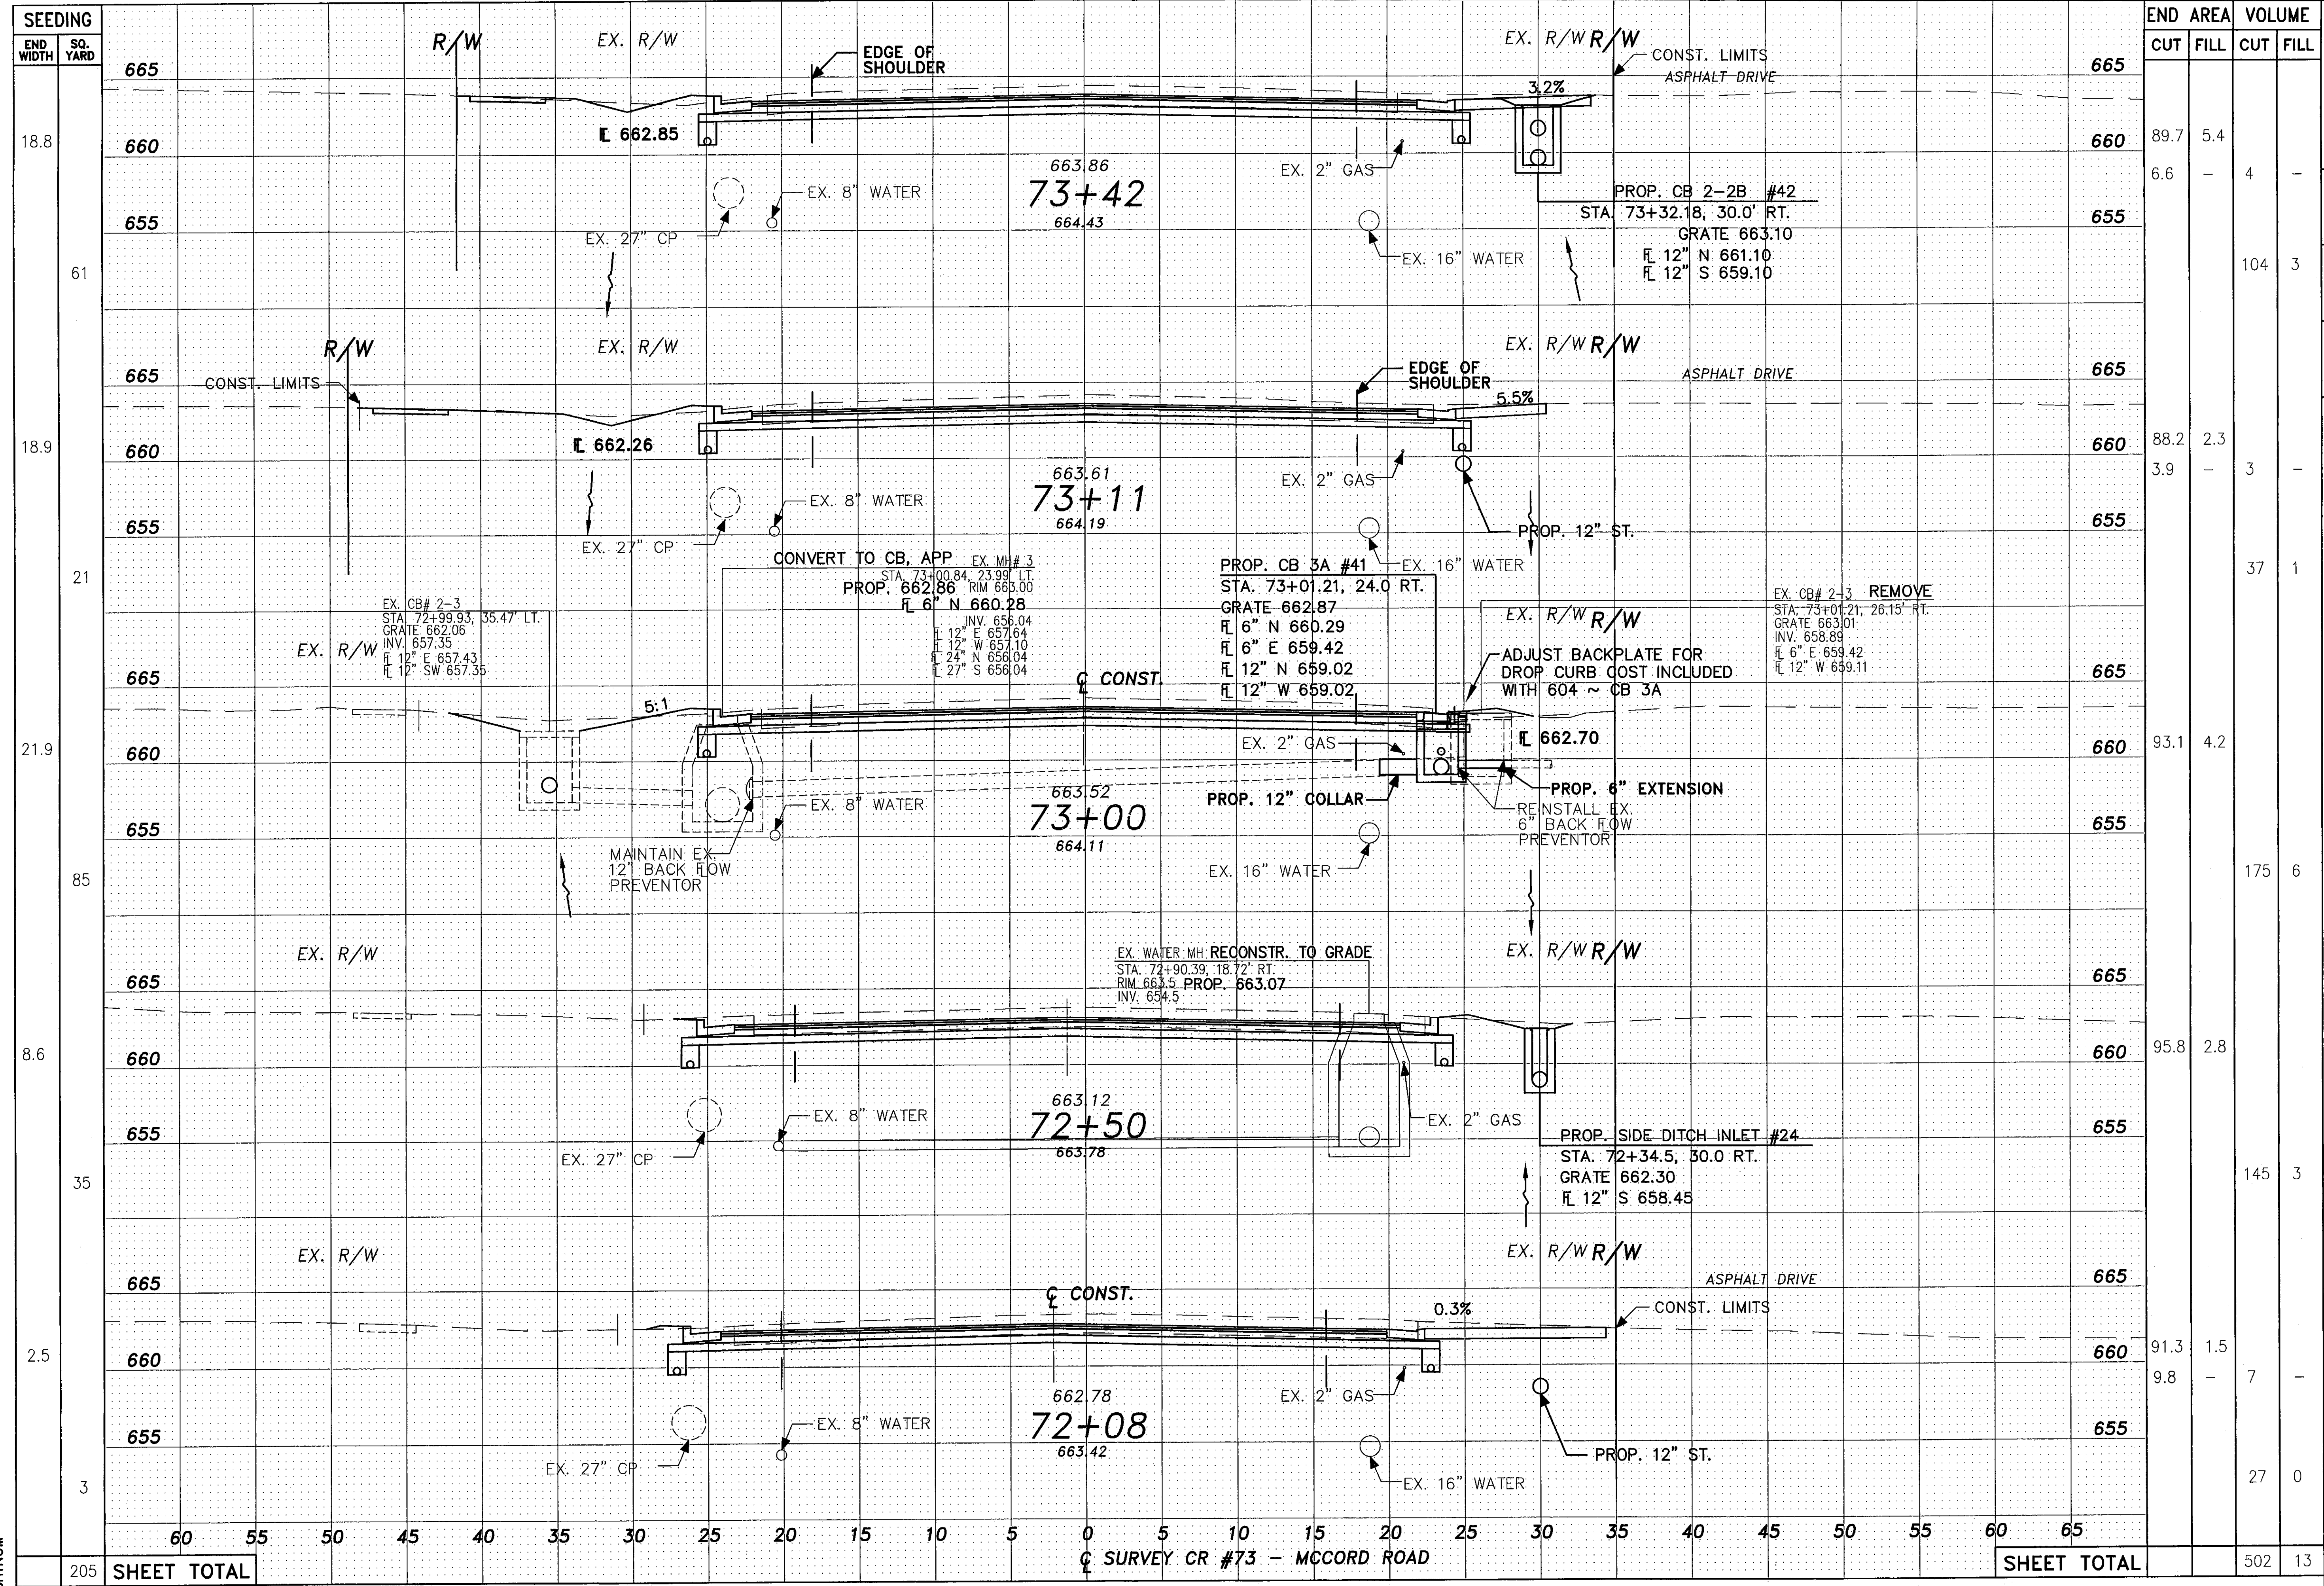 SEEDING
END WIDTH
SQ. YARD
END AREA
VOLUME
CUT
FILL
CUT
FILL
R/W
EX. R/W
EDGE OF
SHOULDER
EX. R/W R/W
CONST. LIMITS
ASPHALT DRIVE
665
665
3.2%
18.8
FL 662.85
660
660
89.7 5.4
6.6 – 4 –
663.86
73+42
664.43
EX. 2" GAS
EX. 8" WATER
EX. 27" CP
655
655
EX. 16" WATER
PROP. CB 2-2B #42
STA. 73+32.18, 30.0' RT.
GRATE 663.10
FL 12" N 661.10
FL 12" S 659.10
61
104 3
R/W
EX. R/W
EX. R/W R/W
665
665
CONST. LIMITS
EDGE OF
SHOULDER
ASPHALT DRIVE
5.5%
18.9
FL 662.26
660
660
88.2 2.3
3.9 – 3 –
663.61
73+11
664.19
EX. 2" GAS
EX. 8" WATER
EX. 27" CP
655
655
PROP. 12" ST.
EX. 16" WATER
21
37 1
CONVERT TO CB, APP EX. MH# 3
STA. 73+00.84, 23.99' LT.
PROP. 662.86 RIM 663.00
FL 6" N 660.28
INV. 656.04
FL 12" E 657.64
FL 12" W 657.10
FL 24" N 656.04
FL 27" S 656.04
EX. CB# 2-3
STA. 72+99.93, 35.47' LT.
GRATE 662.06
INV. 657.35
FL 12" E 657.43
FL 12" SW 657.35
PROP. CB 3A #41
STA. 73+01.21, 24.0 RT.
GRATE 662.87
FL 6" N 660.29
FL 6" E 659.42
FL 12" N 659.02
FL 12" W 659.02
EX. CB# 2-3 REMOVE
STA. 73+01.21, 26.15' RT.
GRATE 663.01
INV. 658.89
FL 6" E 659.42
FL 12" W 659.11
EX. R/W
EX. R/W R/W
ADJUST BACKPLATE FOR
DROP CURB COST INCLUDED
WITH 604 ~ CB 3A
665
665
CL CONST.
5:1
21.9
660
660
EX. 2" GAS
FL 662.70
93.1 4.2
663.52
73+00
664.11
EX. 8" WATER
PROP. 12" COLLAR
PROP. 6" EXTENSION
REINSTALL EX.
6" BACK FLOW
PREVENTOR
655
655
MAINTAIN EX.
12" BACK FLOW
PREVENTOR
EX. 16" WATER
85
175 6
EX. R/W
EX. WATER MH RECONSTR. TO GRADE
STA. 72+90.39, 18.72' RT.
RIM 663.5 PROP. 663.07
INV. 654.5
EX. R/W R/W
665
665
8.6
660
660
95.8 2.8
663.12
72+50
663.78
EX. 8" WATER
EX. 27" CP
EX. 2" GAS
655
655
PROP. SIDE DITCH INLET #24
STA. 72+34.5, 30.0 RT.
GRATE 662.30
FL 12" S 658.45
35
145 3
EX. R/W
EX. R/W R/W
665
665
CL CONST.
ASPHALT DRIVE
0.3%
CONST. LIMITS
2.5
660
660
91.3 1.5
9.8 – 7 –
662.78
72+08
663.42
EX. 2" GAS
EX. 8" WATER
EX. 27" CP
655
655
PROP. 12" ST.
EX. 16" WATER
3
27 0
60 55 50 45 40 35 30 25 20 15 10 5 0 5 10 15 20 25 30 35 40 45 50 55 60 65
CL SURVEY CR #73 – MCCORD ROAD
205 SHEET TOTAL
SHEET TOTAL 502 13